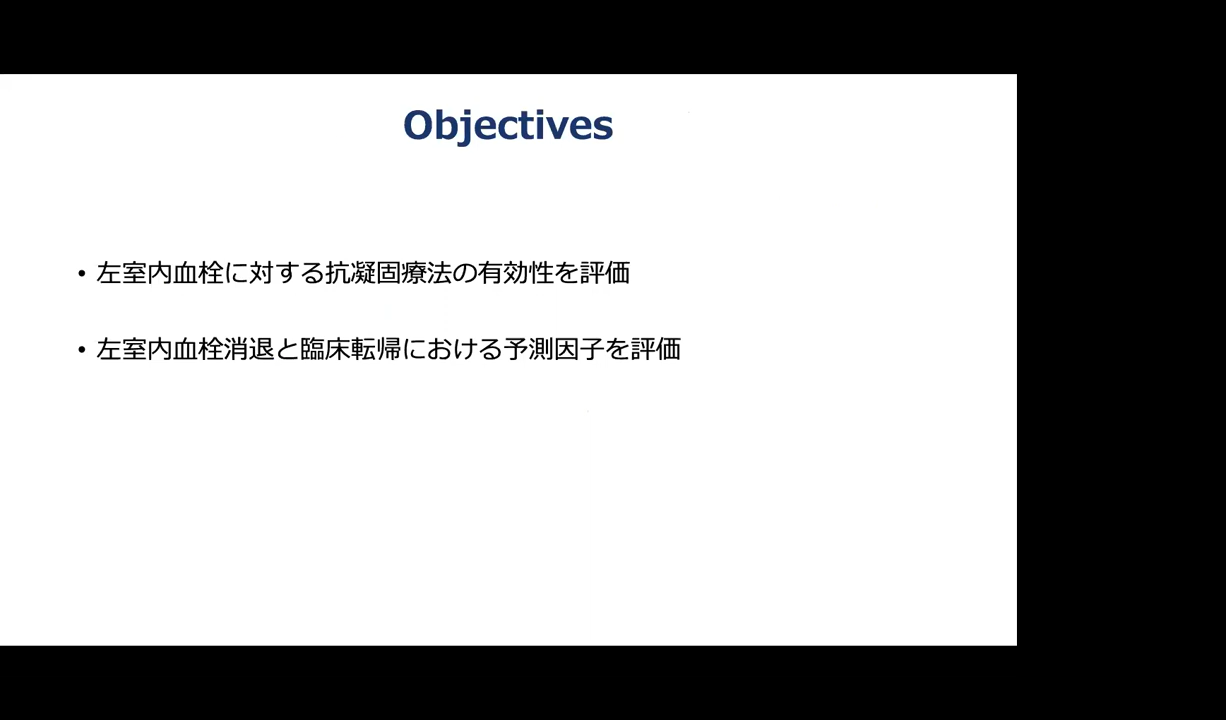 Objectives
• 左室内血栓に対する抗凝固療法の有効性を評価
• 左室内血栓消退と臨床転帰における予測因子を評価